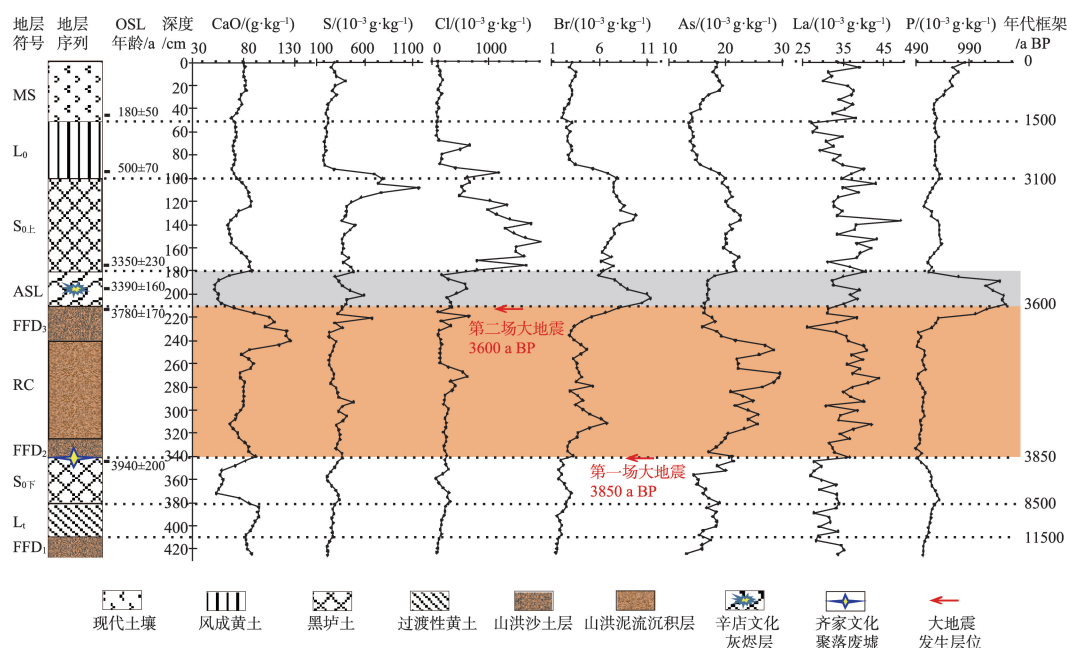 地层 地层 OSL 深度 CaO/(g·kg⁻¹) S/(10⁻³ g·kg⁻¹) Cl/(10⁻³ g·kg⁻¹) Br/(10⁻³ g·kg⁻¹) As/(10⁻³ g·kg⁻¹) La/(10⁻³ g·kg⁻¹) P/(10⁻³ g·kg⁻¹) 年代框架
符号 序列 年龄/a /cm 30 80 130 100 600 1100 0 1000 1 6 11 10 20 30 25 35 45 490 990 /a BP
0 0
MS 20
40
180±50
60 1500
L₀ 80
500±70
100 3100
120
S₀上 140
160
3350±230
180
ASL 3390±160
200
3780±170 3600
FFD₃ 220
第二场大地震
240 3600 a BP
260
RC 280
300
320
FFD₂ 340 3850
3940±200
第一场大地震
S₀下 360 3850 a BP
380 8500
Lₜ 400
11500
FFD₁ 420
现代土壤 风成黄土 黑垆土 过渡性黄土 山洪沙土层 山洪泥流沉积层 辛店文化 齐家文化 大地震
灰烬层 聚落废墟 发生层位